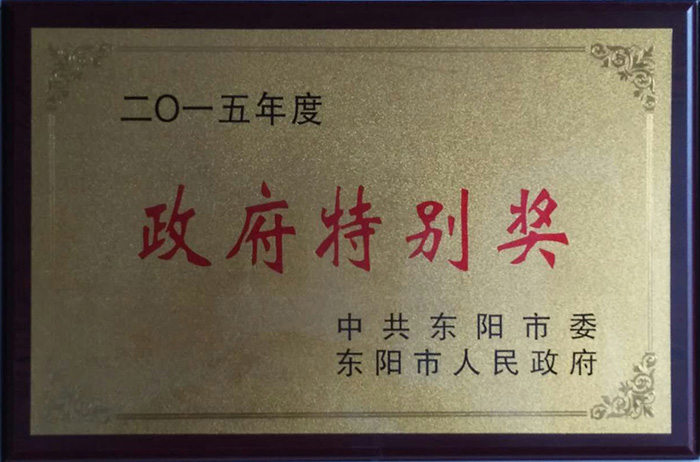 二〇一五年度
政府特别奖
中共东阳市委
东阳市人民政府